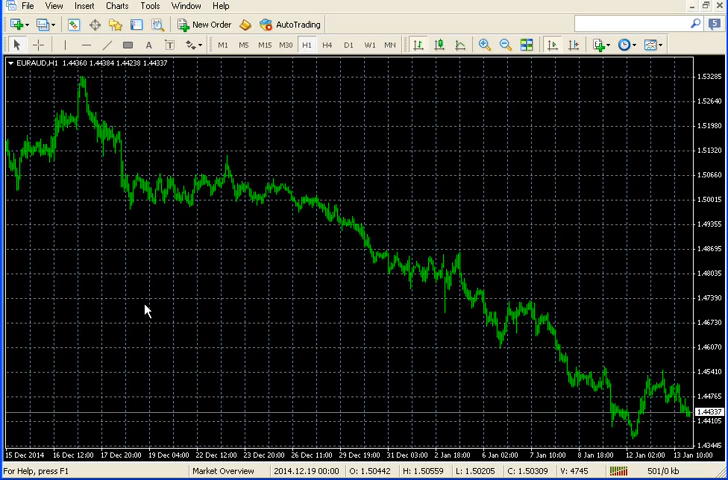 File View Insert Charts Tools Window Help
New Order AutoTrading 5
A T M1 M5 M15 M30 H1 H4 D1 W1 MN
EURAUD,H1 1.44360 1.44384 1.44238 1.44337
1.53285
1.52640
1.51980
1.51320
1.50660
1.50015
1.49355
1.48695
1.48035
1.47390
1.46730
1.46070
1.45410
1.44765
1.44337
1.44105
1.43445
15 Dec 2014 16 Dec 12:00 17 Dec 20:00 19 Dec 04:00 22 Dec 12:00 23 Dec 20:00 26 Dec 11:00 29 Dec 19:00 31 Dec 03:00 2 Jan 18:00 6 Jan 02:00 7 Jan 10:00 8 Jan 18:00 12 Jan 02:00 13 Jan 10:00
For Help, press F1 Market Overview 2014.12.19 00:00 O: 1.50442 H: 1.50559 L: 1.50205 C: 1.50309 V: 4745 501/0 kb